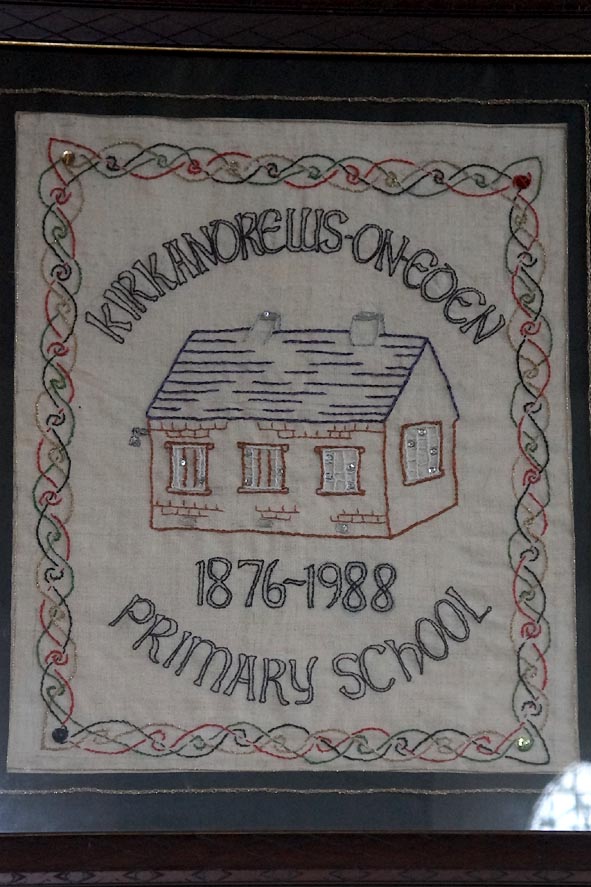 KIRKANDREWS-ON-EDEN
1876~1988
PRIMARY SChOOL